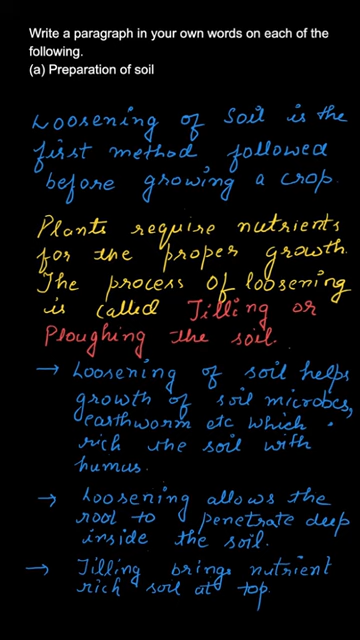 Write a paragraph in your own words on each of the
following.
(a) Preparation of soil
Loosening of soil is the
first method followed
before growing a crop.
Plants require nutrients
for the proper growth.
The process of loosening
is called Tilling or
Ploughing the soil.
→ Loosening of soil helps
growth of soil microbes,
earthworm etc which
rich the soil with
humus.
→ Loosening allows the
root to penetrate deep
inside the soil.
→ Tilling brings nutrient
rich soil at top.